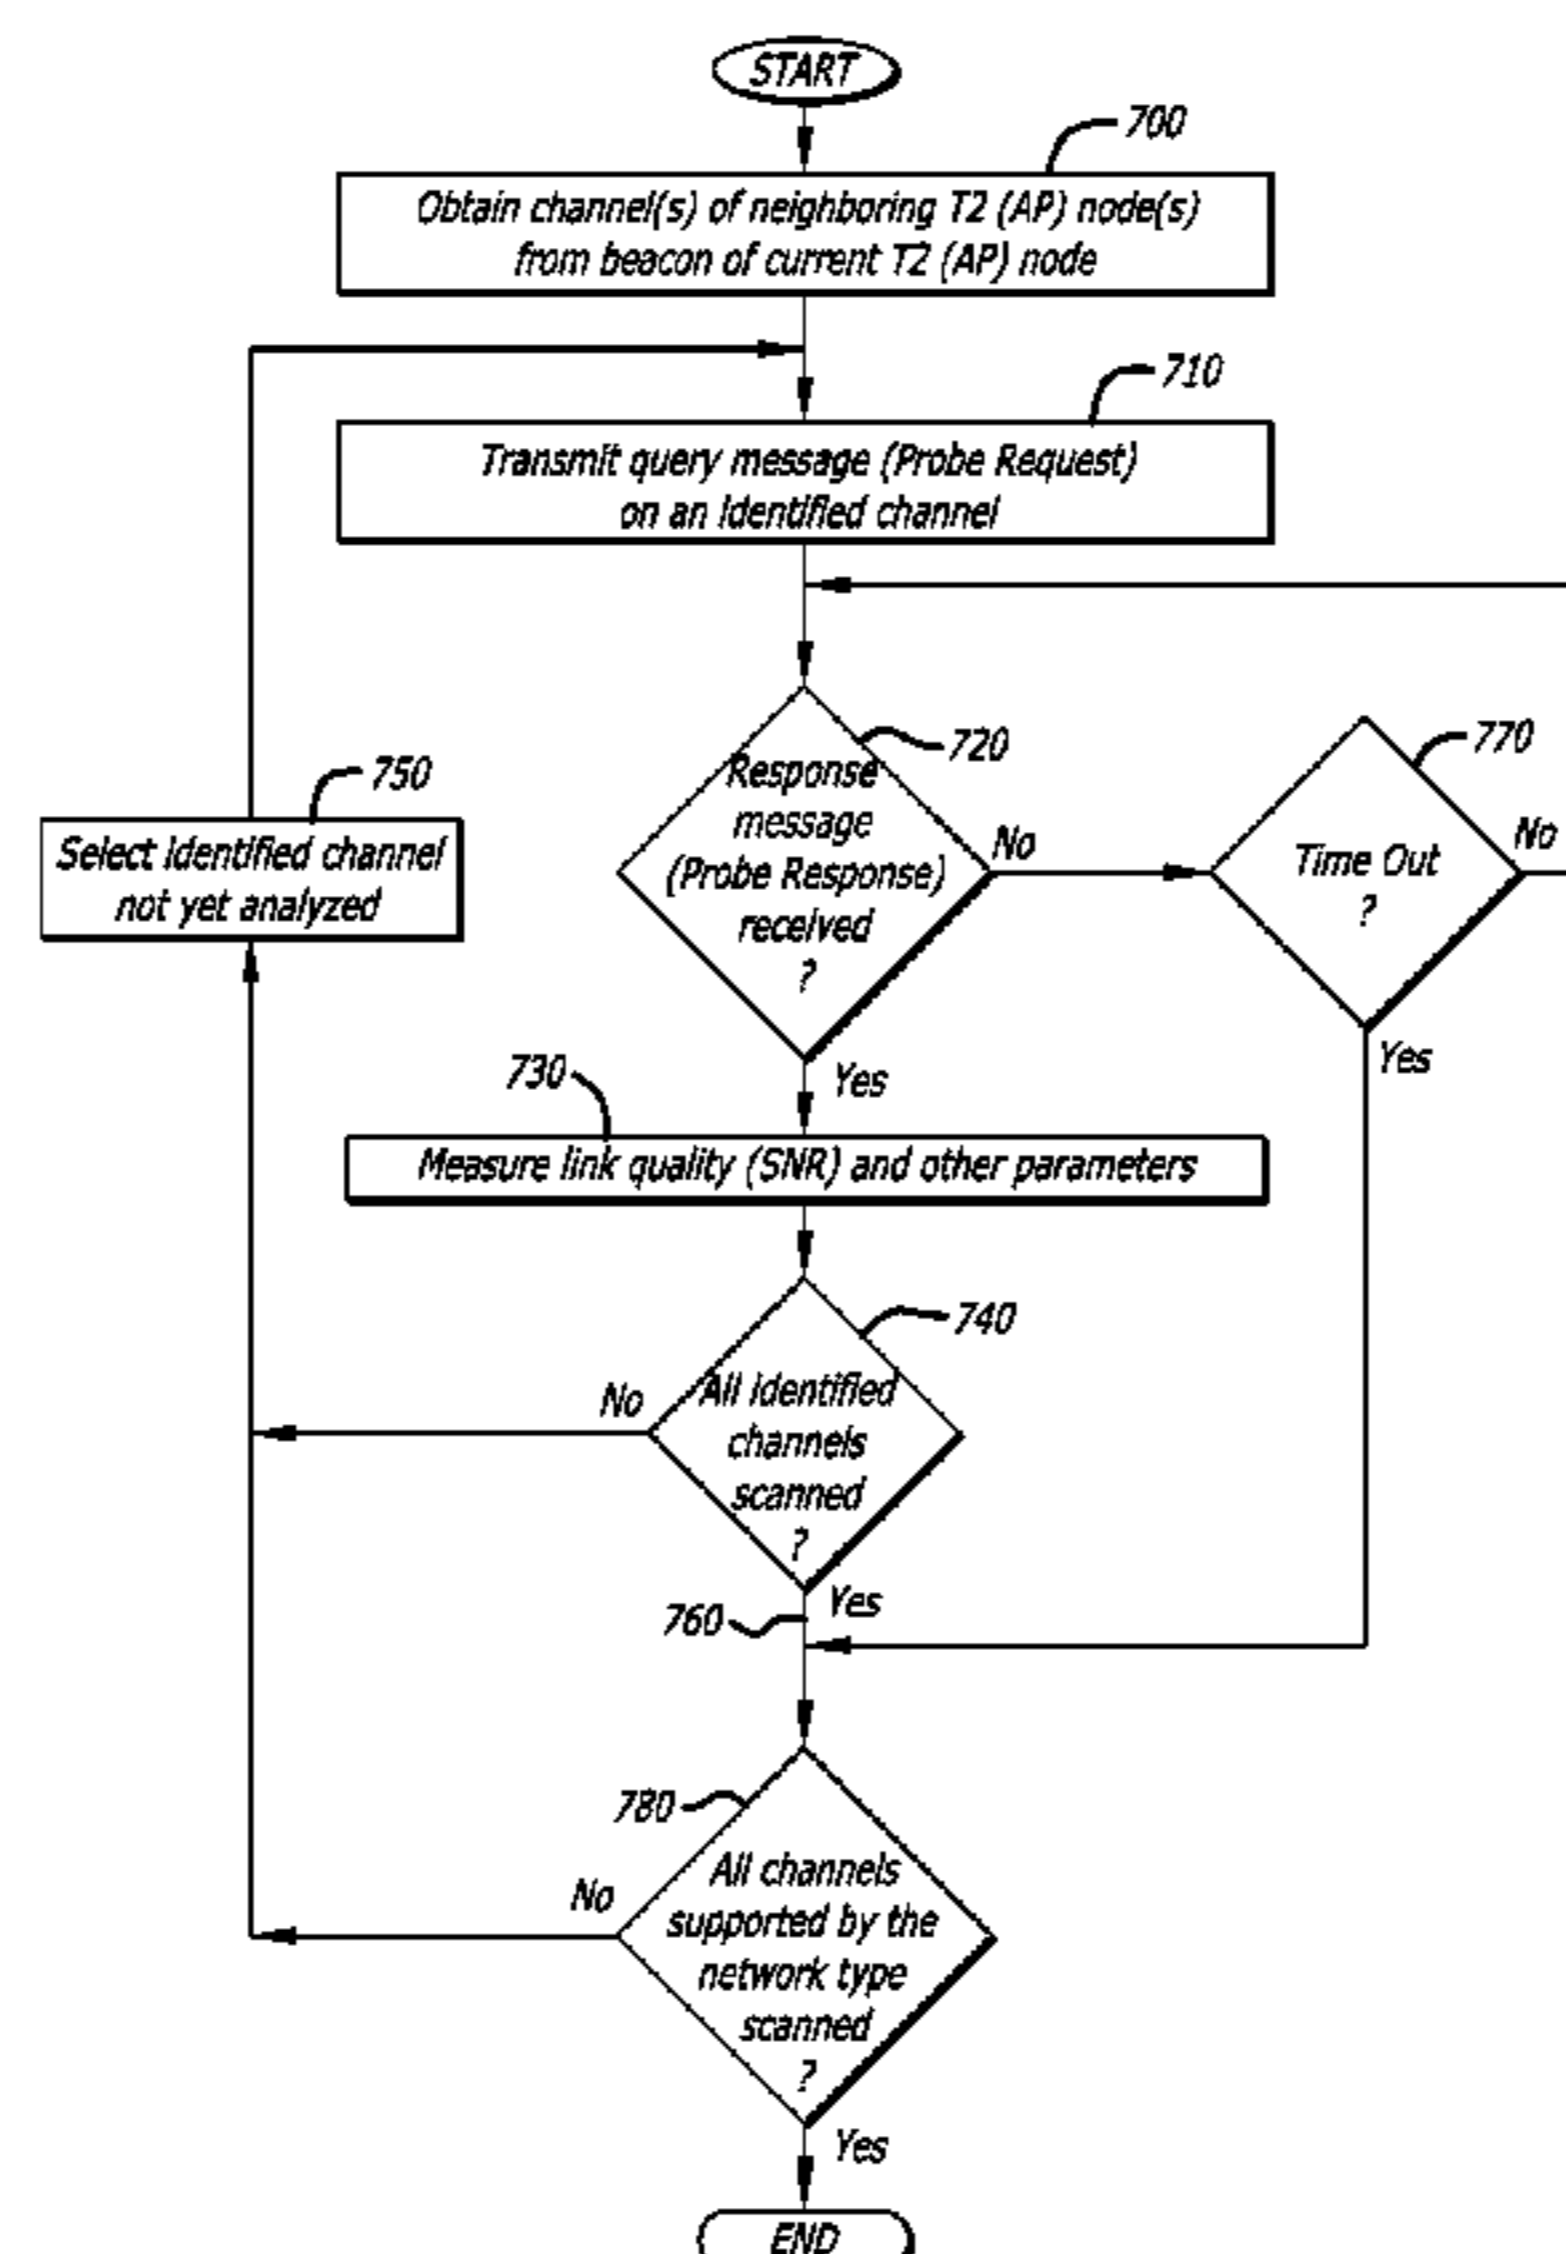 START
700
Obtain channel(s) of neighboring T2 (AP) node(s)
from beacon of current T2 (AP) node
710
Transmit query message (Probe Request)
on an identified channel
720
Response
message
(Probe Response)
received
?
No
770
Time Out
?
No
Yes
750
Select identified channel
not yet analyzed
Yes
730
Measure link quality (SNR) and other parameters
740
All identified
channels
scanned
?
No
Yes
760
780
All channels
supported by the
network type
scanned
?
No
Yes
END